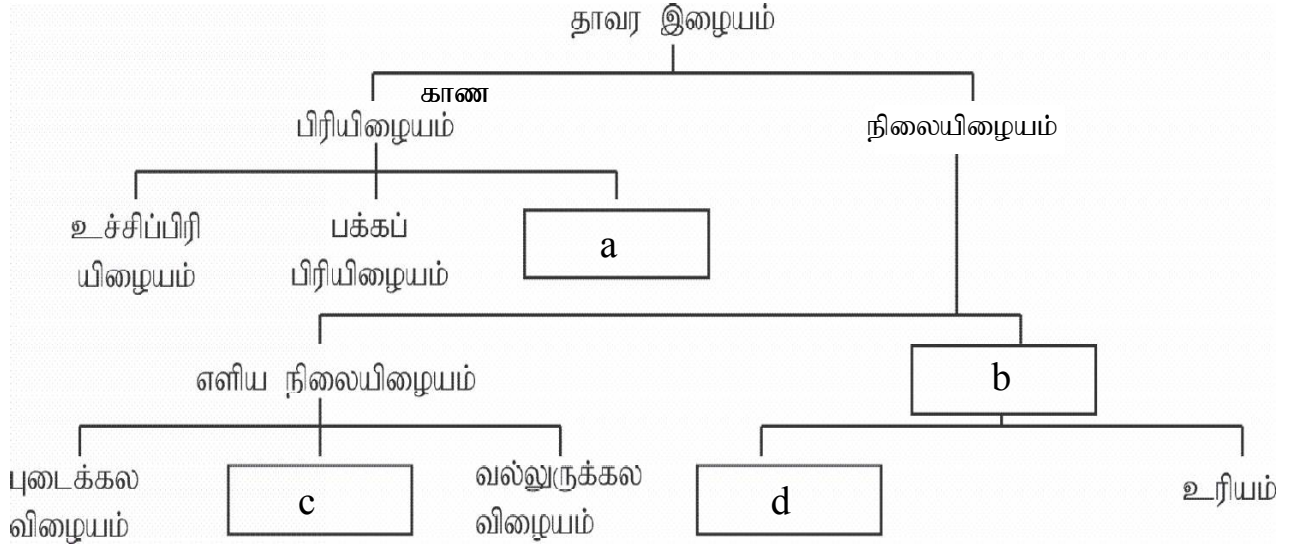 தாவர இழையம்
காண
பிரியிழையம்
நிலையிழையம்
உச்சிப்பிரி
யிழையம்
பக்கப்
பிரியிழையம்
a
எளிய நிலையிழையம்
b
புடைக்கல
விழையம்
c
வல்லுருக்கல
விழையம்
d
உரியம்